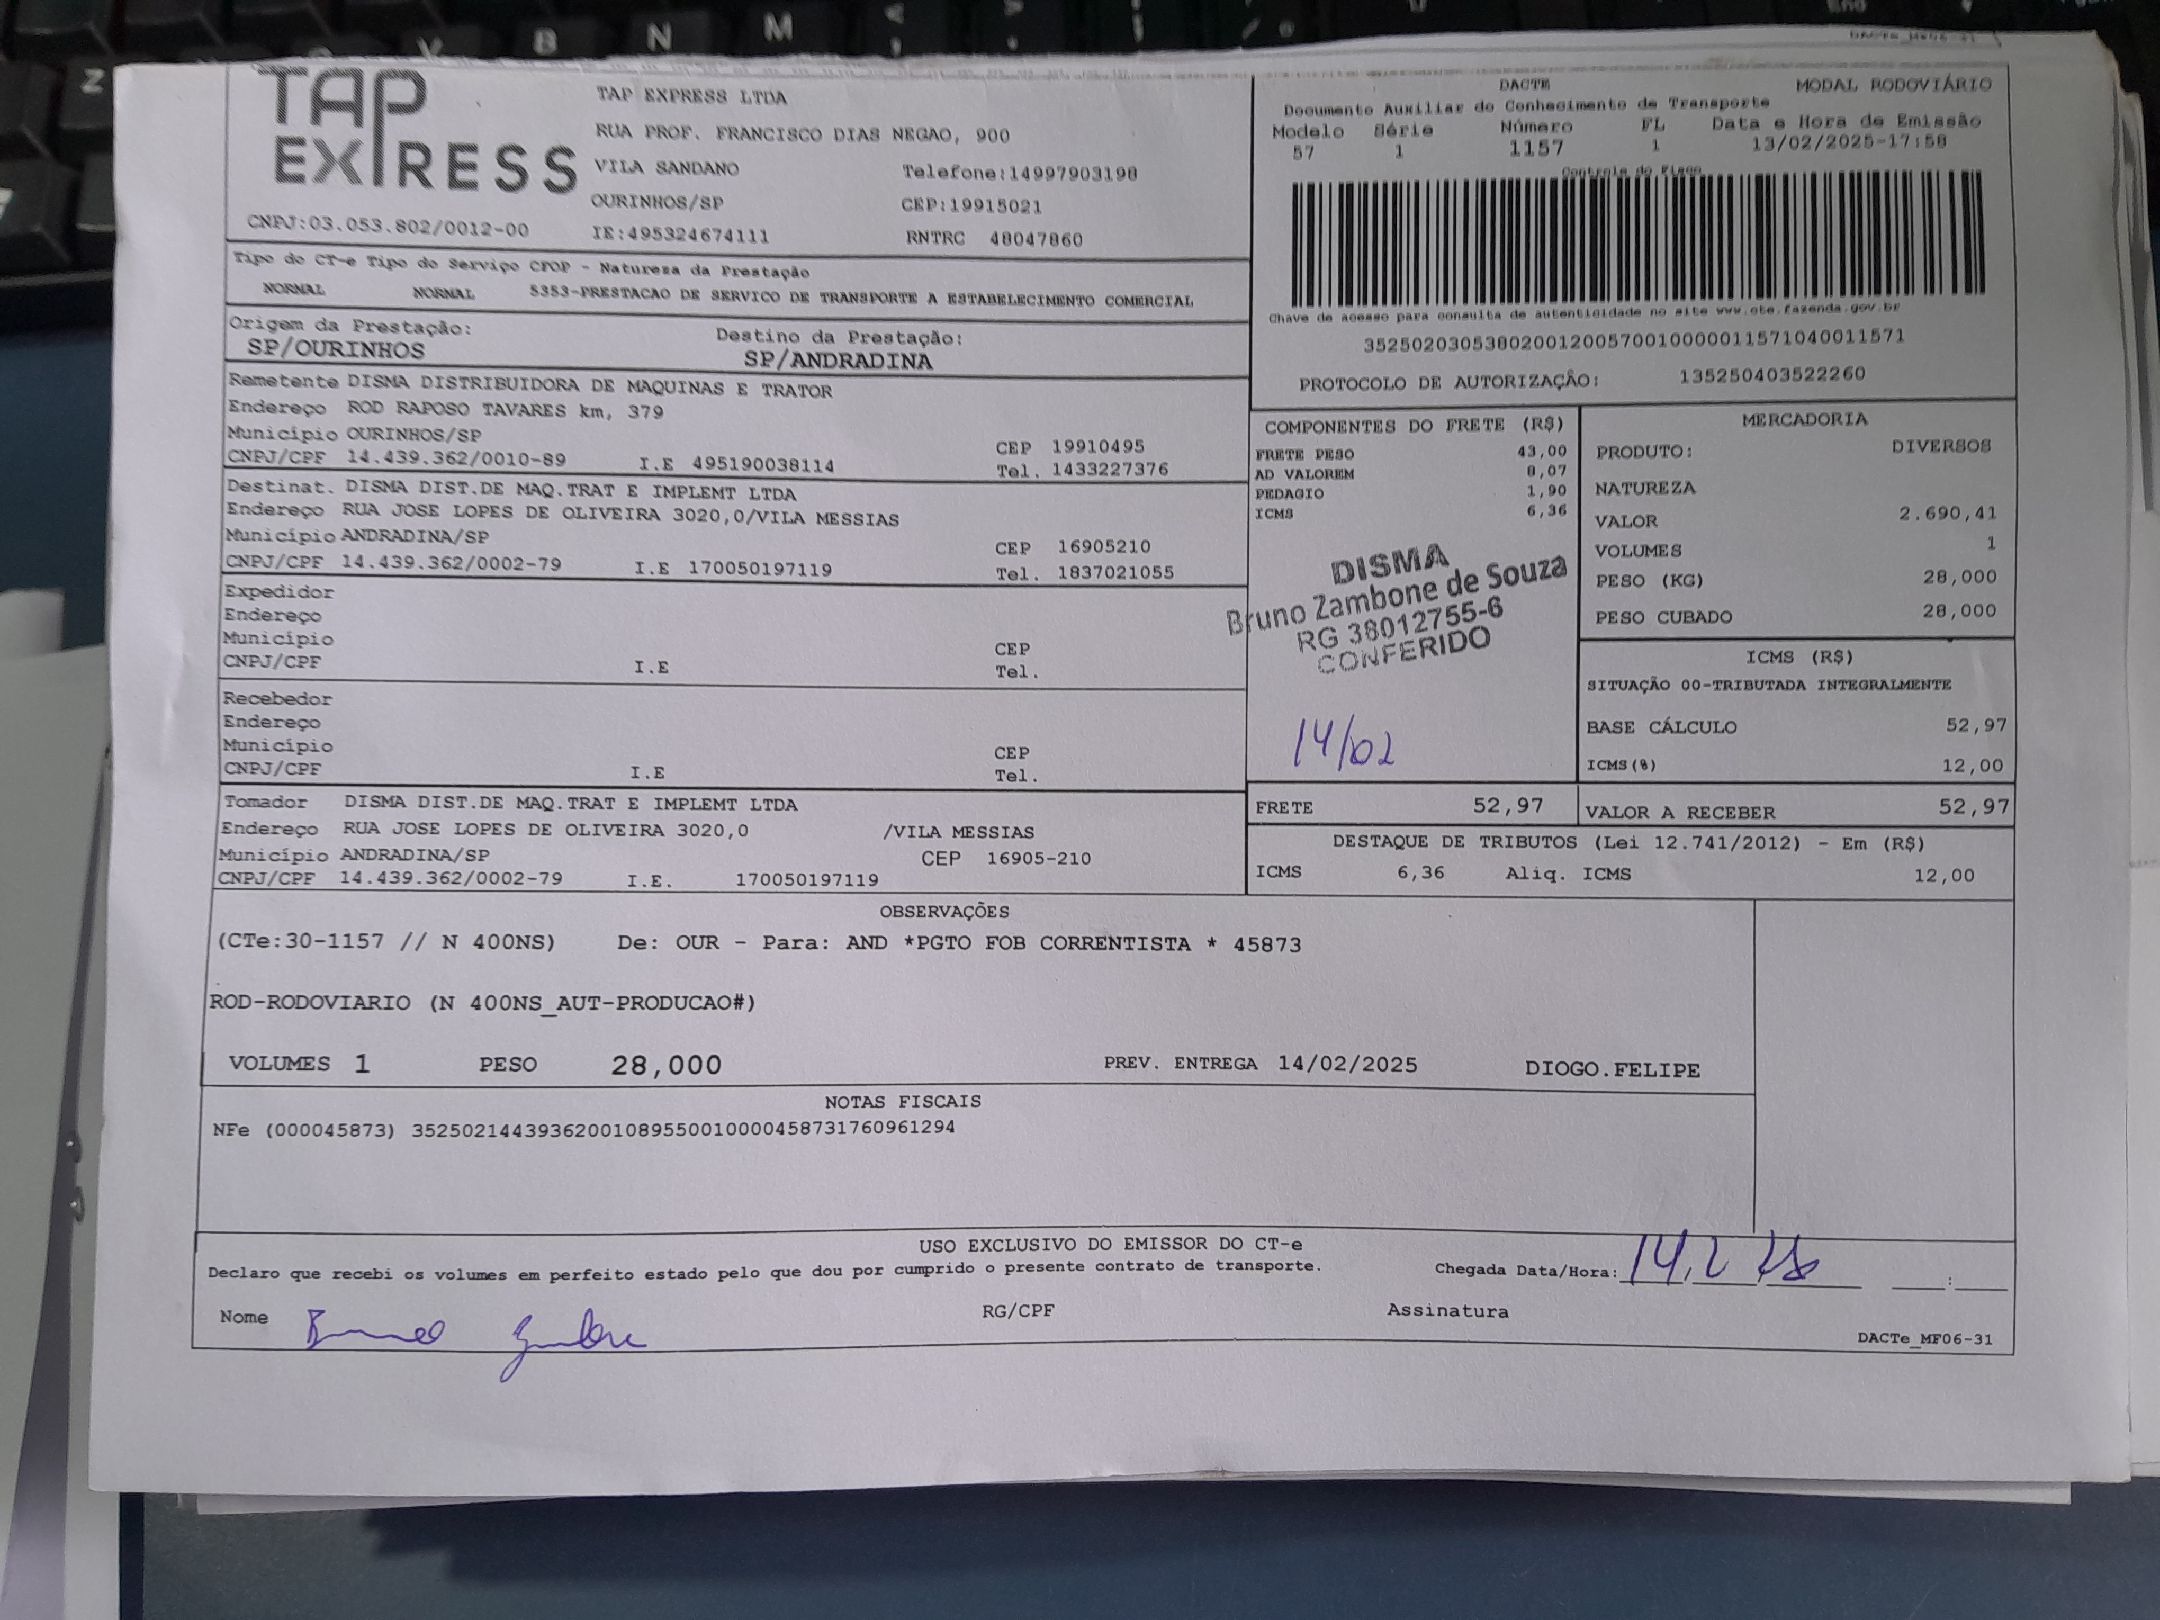 TAP EXPRESS
TAP EXPRESS LTDA
RUA PROF. FRANCISCO DIAS NEGAO, 900
VILA SANDANO Telefone:14997903198
OURINHOS/SP CEP:19915021
CNPJ:03.053.802/0012-00 IE:495324674111 RNTRC 48047860
DACTE MODAL RODOVIÁRIO
Documento Auxiliar do Conhecimento de Transporte
Modelo Série Número FL Data e Hora de Emissão
57 1 1157 1 13/02/2025-17:58
Controle do Fisco
Chave de acesso para consulta de autenticidade no site www.cte.fazenda.gov.br
35250203053802001200570010000011571040011571
PROTOCOLO DE AUTORIZAÇÃO: 135250403522260
Tipo do CT-e Tipo do Serviço CFOP - Natureza da Prestação
NORMAL NORMAL 5353-PRESTACAO DE SERVICO DE TRANSPORTE A ESTABELECIMENTO COMERCIAL
Origem da Prestação: Destino da Prestação:
SP/OURINHOS SP/ANDRADINA
Remetente DISMA DISTRIBUIDORA DE MAQUINAS E TRATOR
Endereço ROD RAPOSO TAVARES km, 379
Município OURINHOS/SP CEP 19910495
CNPJ/CPF 14.439.362/0010-89 I.E 495190038114 Tel. 1433227376
Destinat. DISMA DIST.DE MAQ.TRAT E IMPLEMT LTDA
Endereço RUA JOSE LOPES DE OLIVEIRA 3020,0/VILA MESSIAS
Município ANDRADINA/SP CEP 16905210
CNPJ/CPF 14.439.362/0002-79 I.E 170050197119 Tel. 1837021055
Expedidor
Endereço
Município CEP
CNPJ/CPF I.E Tel.
Recebedor
Endereço
Município CEP
CNPJ/CPF I.E Tel.
Tomador DISMA DIST.DE MAQ.TRAT E IMPLEMT LTDA
Endereço RUA JOSE LOPES DE OLIVEIRA 3020,0 /VILA MESSIAS
Município ANDRADINA/SP CEP 16905-210
CNPJ/CPF 14.439.362/0002-79 I.E. 170050197119
COMPONENTES DO FRETE (R$)
FRETE PESO 43,00
AD VALOREM 8,07
PEDAGIO 1,90
ICMS 6,36
DISMA
Bruno Zambone de Souza
RG 38012755-6
CONFERIDO
14/02
MERCADORIA
PRODUTO: DIVERSOS
NATUREZA
VALOR 2.690,41
VOLUMES 1
PESO (KG) 28,000
PESO CUBADO 28,000
ICMS (R$)
SITUAÇÃO 00-TRIBUTADA INTEGRALMENTE
BASE CÁLCULO 52,97
ICMS(%) 12,00
FRETE 52,97 VALOR A RECEBER 52,97
DESTAQUE DE TRIBUTOS (Lei 12.741/2012) - Em (R$)
ICMS 6,36 Aliq. ICMS 12,00
OBSERVAÇÕES
(CTe:30-1157 // N 400NS) De: OUR - Para: AND *PGTO FOB CORRENTISTA * 45873
ROD-RODOVIARIO (N 400NS_AUT-PRODUCAO#)
VOLUMES 1 PESO 28,000 PREV. ENTREGA 14/02/2025 DIOGO.FELIPE
NOTAS FISCAIS
NFe (000045873) 35250214439362001089550010000458731760961294
USO EXCLUSIVO DO EMISSOR DO CT-e
Declaro que recebi os volumes em perfeito estado pelo que dou por cumprido o presente contrato de transporte. Chegada Data/Hora: 14, 2
Nome RG/CPF Assinatura
DACTe_MF06-31